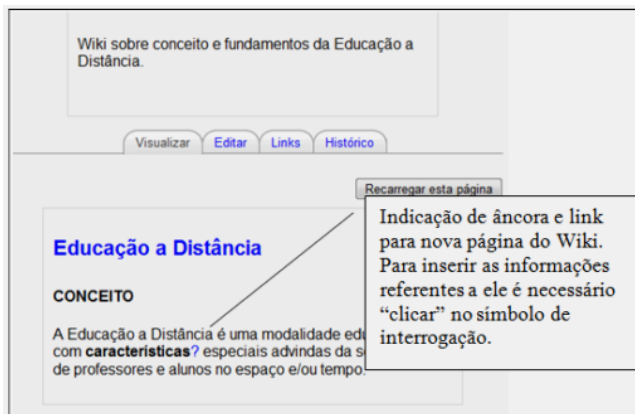 Wiki sobre conceito e fundamentos da Educação a
Distância.
Visualizar Editar Links Histórico
Recarregar esta página
Indicação de âncora e link
para nova página do Wiki.
Para inserir as informações
referentes a ele é necessário
“clicar” no símbolo de
interrogação.
Educação a Distância
CONCEITO
A Educação a Distância é uma modalidade
com características? especiais advindas da
de professores e alunos no espaço e/ou tempo.